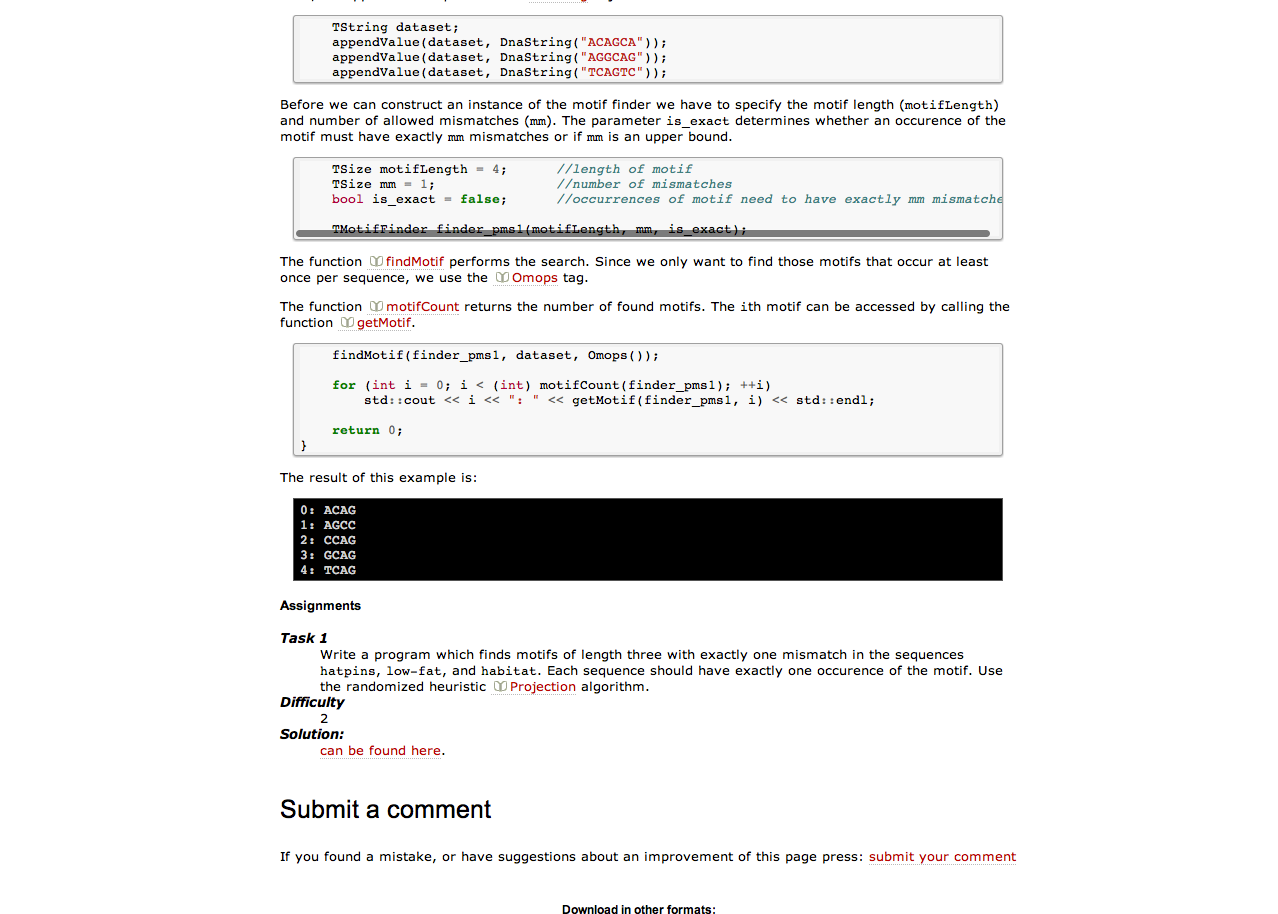 TString dataset;
appendValue(dataset, DnaString("ACAGCA"));
appendValue(dataset, DnaString("AGGCAG"));
appendValue(dataset, DnaString("TCAGTC"));
Before we can construct an instance of the motif finder we have to specify the motif length (motifLength)
and number of allowed mismatches (mm). The parameter is_exact determines whether an occurence of the
motif must have exactly mm mismatches or if mm is an upper bound.
TSize motifLength = 4; //length of motif
TSize mm = 1; //number of mismatches
bool is_exact = false; //occurrences of motif need to have exactly mm mismatche
TMotifFinder finder_pms1(motifLength, mm, is_exact);
The function findMotif performs the search. Since we only want to find those motifs that occur at least
once per sequence, we use the Omops tag.
The function motifCount returns the number of found motifs. The ith motif can be accessed by calling the
function getMotif.
findMotif(finder_pms1, dataset, Omops());
for (int i = 0; i < (int) motifCount(finder_pms1); ++i)
std::cout << i << ": " << getMotif(finder_pms1, i) << std::endl;
return 0;
}
The result of this example is:
0: ACAG
1: AGCC
2: CCAG
3: GCAG
4: TCAG
Assignments
Task 1
Write a program which finds motifs of length three with exactly one mismatch in the sequences
hatpins, low-fat, and habitat. Each sequence should have exactly one occurence of the motif. Use
the randomized heuristic Projection algorithm.
Difficulty
2
Solution:
can be found here.
Submit a comment
If you found a mistake, or have suggestions about an improvement of this page press: submit your comment
Download in other formats: